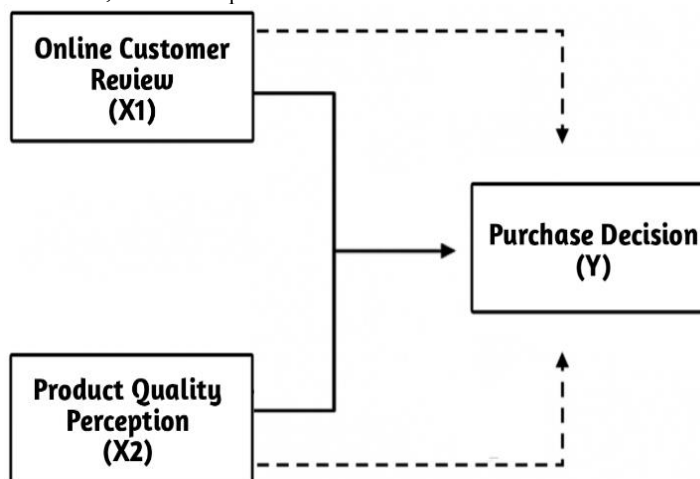 Online Customer
Review
(X1)
Purchase Decision
(Y)
Product Quality
Perception
(X2)